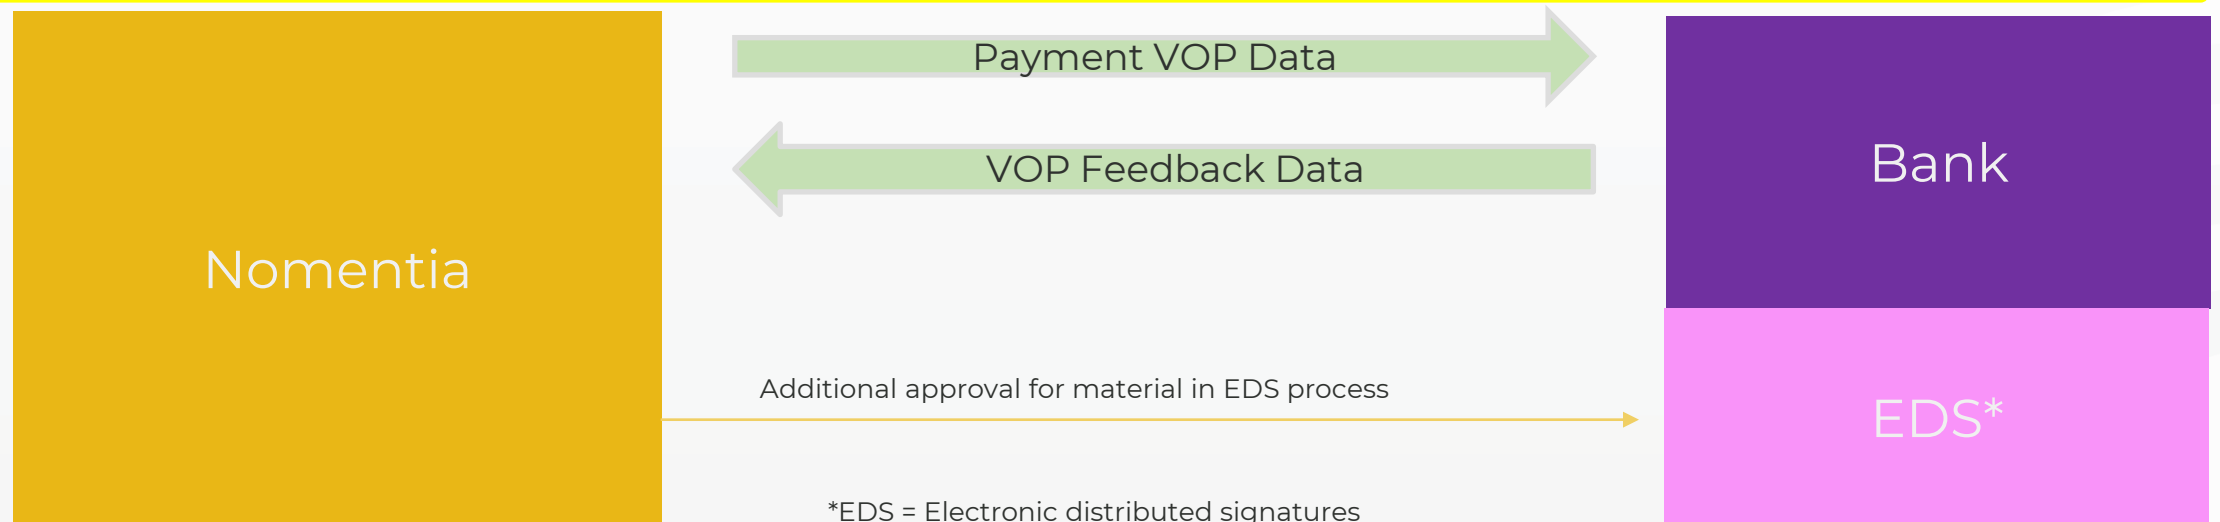 Payment VOP Data
VOP Feedback Data
Bank
Nomentia
Additional approval for material in EDS process
EDS*
*EDS = Electronic distributed signatures